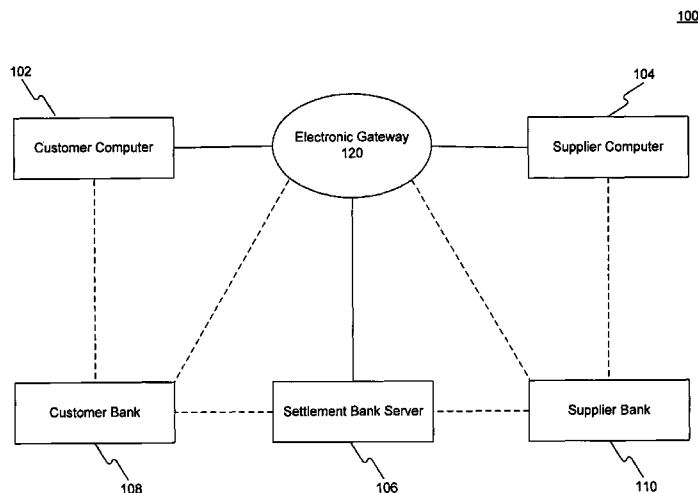 100
102
104
Customer Computer
Electronic Gateway
120
Supplier Computer
Customer Bank
Settlement Bank Server
Supplier Bank
108
106
110